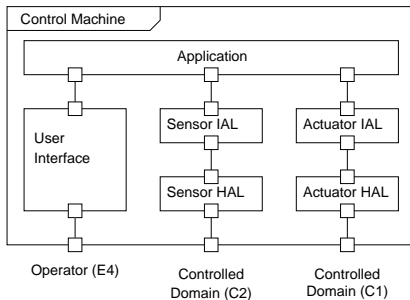 Control Machine
Application
User
Interface
Sensor IAL
Actuator IAL
Sensor HAL
Actuator HAL
Operator (E4)
Controlled
Domain (C2)
Controlled
Domain (C1)